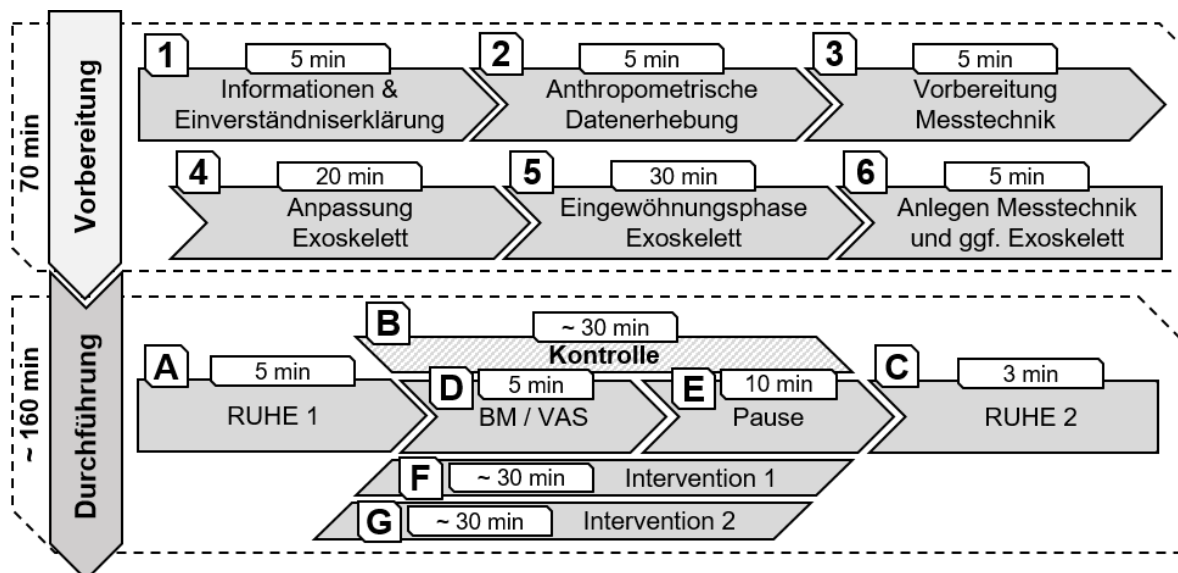 70 min
Vorbereitung
1
5 min
Informationen &
Einverständniserklärung
2
5 min
Anthropometrische
Datenerhebung
3
5 min
Vorbereitung
Messtechnik
4
20 min
Anpassung
Exoskelett
5
30 min
Eingewöhnungsphase
Exoskelett
6
5 min
Anlegen Messtechnik
und ggf. Exoskelett
~ 160 min
Durchführung
A
5 min
RUHE 1
B
~ 30 min
Kontrolle
D
5 min
BM / VAS
E
10 min
Pause
C
3 min
RUHE 2
F
~ 30 min
Intervention 1
G
~ 30 min
Intervention 2